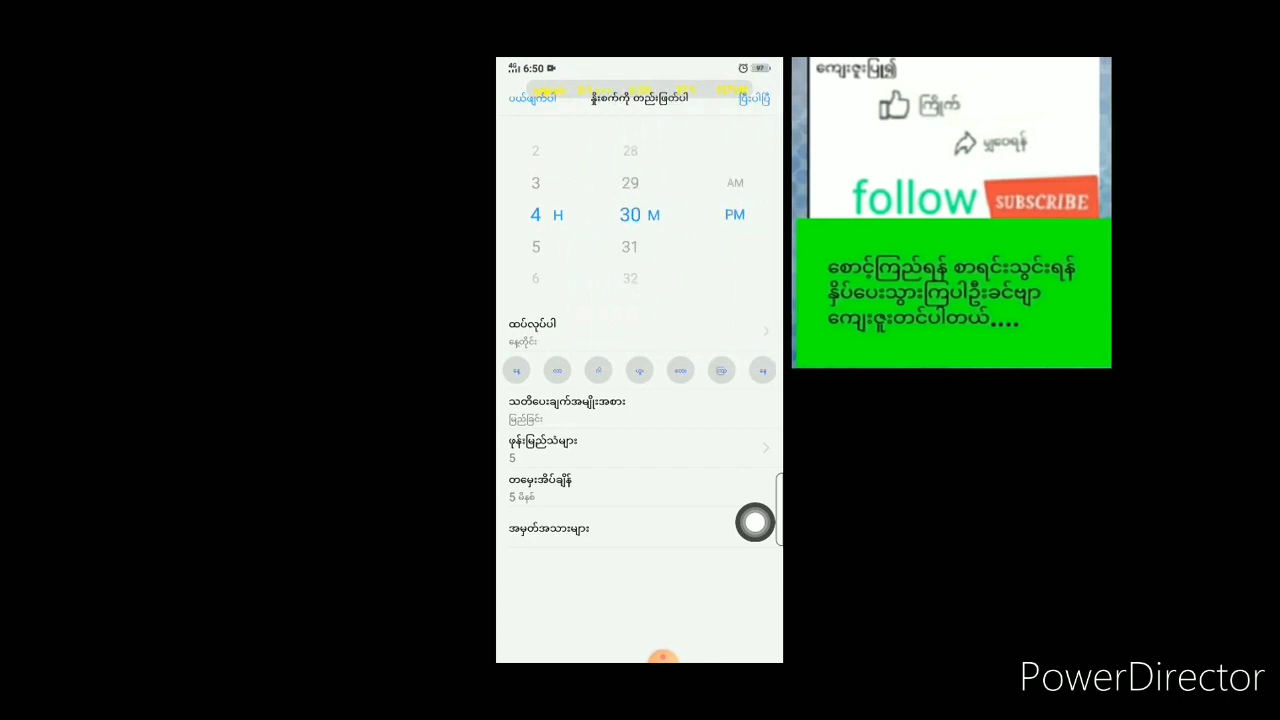 4G 6:50
97
ပယ်ဖျက်ပါ နှိုးစက်ကို တည်းဖြတ်ပါ ပြီးပါပြီ
2 28
3 29 AM
4 H 30 M PM
5 31
6 32
ထပ်လုပ်ပါ
နေ့တိုင်း
သတိပေးချက်အမျိုးအစား
မြည်ခြင်း
ဖုန်းမြည်သံများ
5
တမှေးအိပ်ချိန်
5 မိနစ်
အမှတ်အသားများ
ကျေးဇူးပြု၍
ကြိုက်
မျှဝေရန်
follow SUBSCRIBE
စောင့်ကြည်ရန် စာရင်းသွင်းရန်
နှိပ်ပေးသွားကြပါဦးခင်ဗျာ
ကျေးဇူးတင်ပါတယ်....
PowerDirector